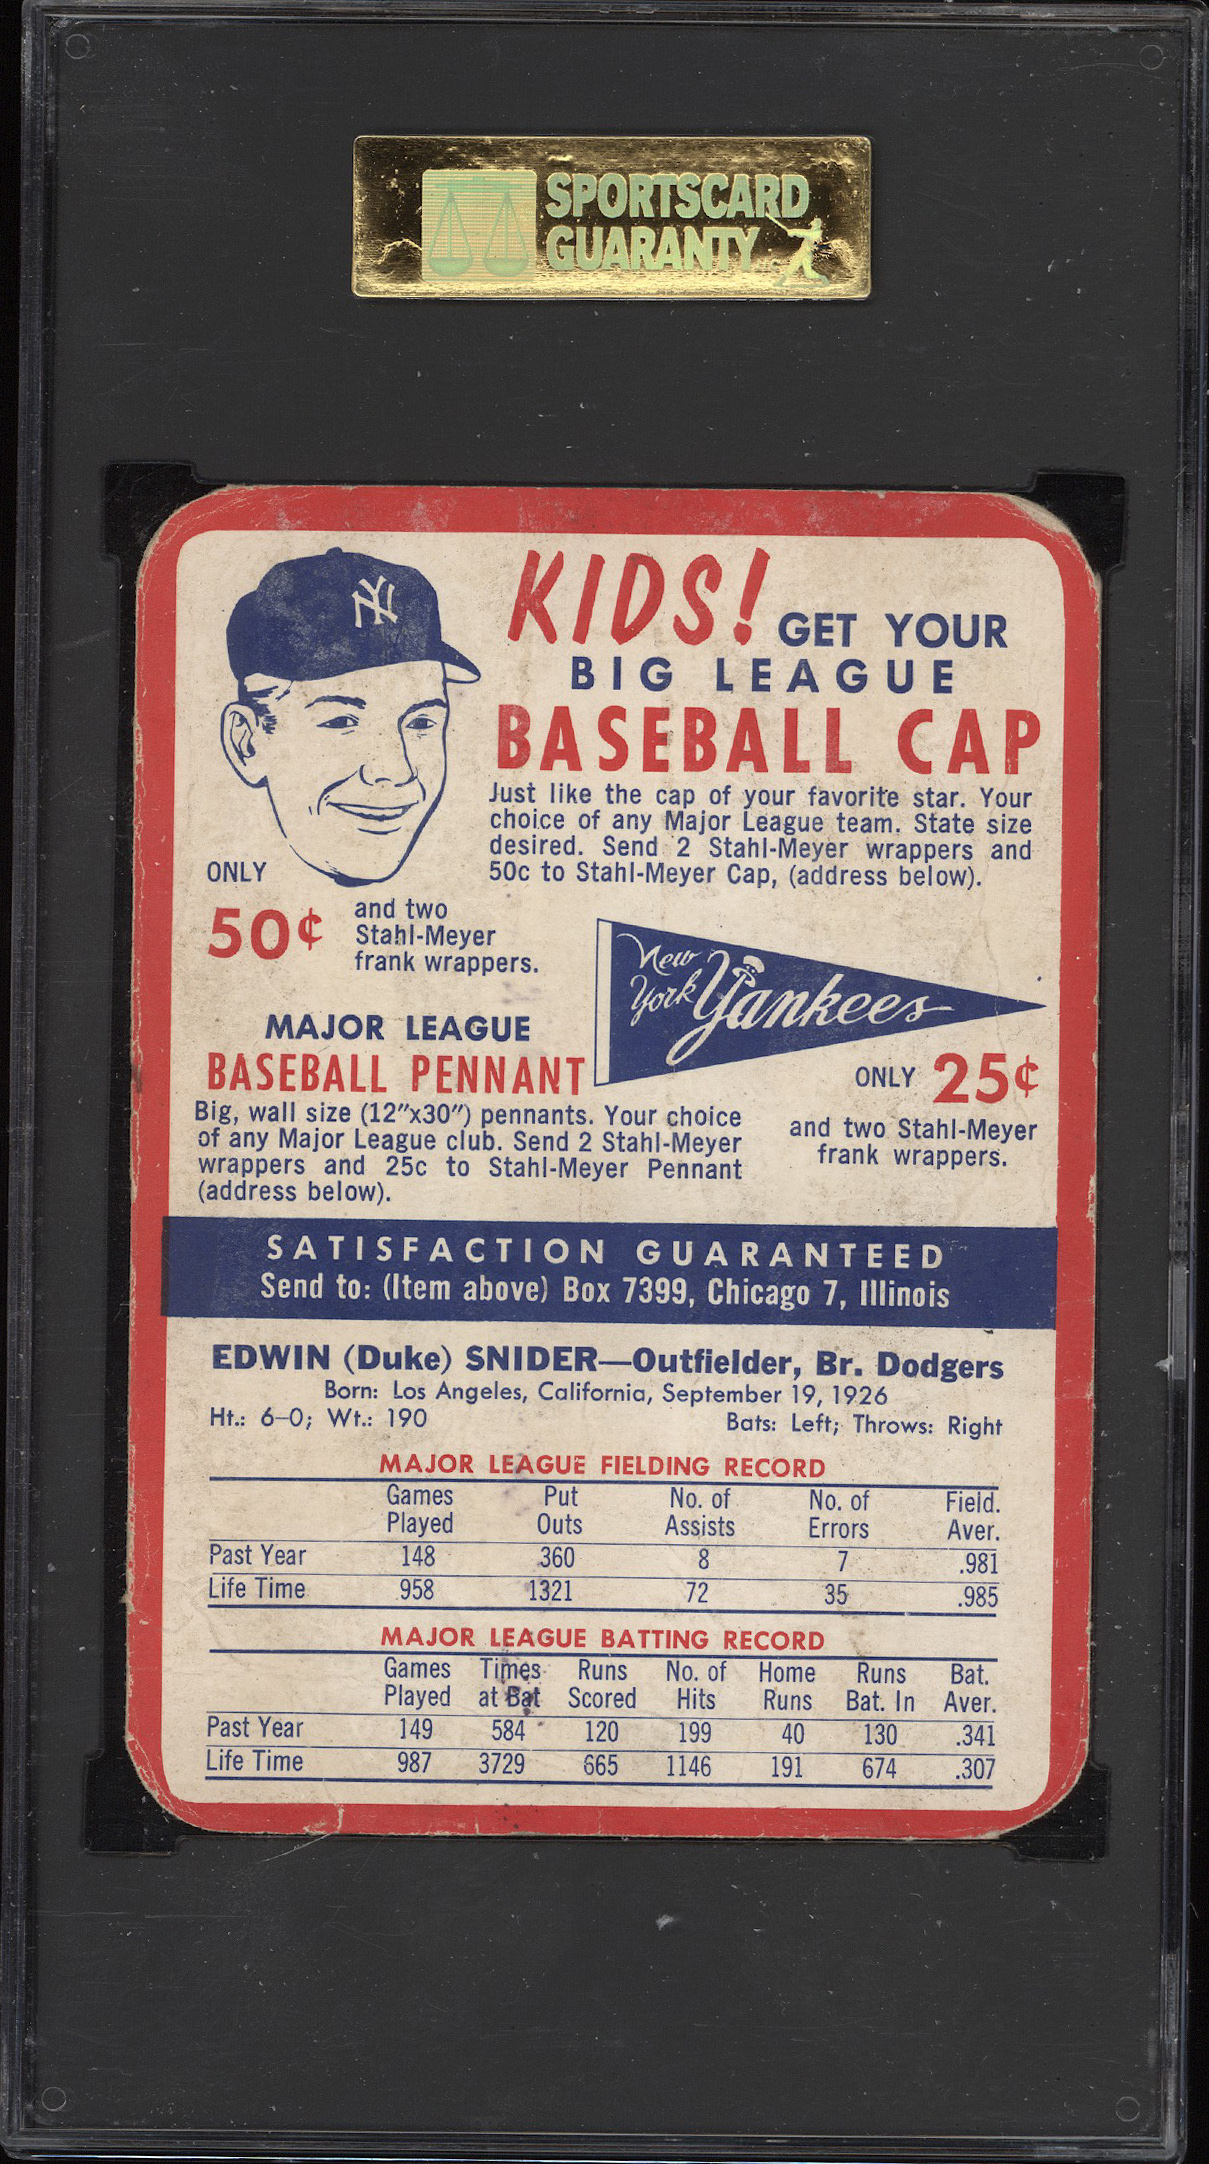 SPORTSCARD
GUARANTY
NY
KIDS! GET YOUR
BIG LEAGUE
BASEBALL CAP
Just like the cap of your favorite star. Your
choice of any Major League team. State size
desired. Send 2 Stahl-Meyer wrappers and
50c to Stahl-Meyer Cap, (address below).
ONLY
50¢
and two
Stahl-Meyer
frank wrappers.
New
York Yankees
MAJOR LEAGUE
BASEBALL PENNANT
Big, wall size (12"x30") pennants. Your choice
of any Major League club. Send 2 Stahl-Meyer
wrappers and 25c to Stahl-Meyer Pennant
(address below).
ONLY 25¢
and two Stahl-Meyer
frank wrappers.
SATISFACTION GUARANTEED
Send to: (Item above) Box 7399, Chicago 7, Illinois
EDWIN (Duke) SNIDER—Outfielder, Br. Dodgers
Born: Los Angeles, California, September 19, 1926
Ht.: 6-0; Wt.: 190 Bats: Left; Throws: Right
MAJOR LEAGUE FIELDING RECORD
Games Put No. of No. of Field.
Played Outs Assists Errors Aver.
Past Year 148 360 8 7 .981
Life Time 958 1321 72 35 .985
MAJOR LEAGUE BATTING RECORD
Games Times Runs No. of Home Runs Bat.
Played at Bat Scored Hits Runs Bat. In Aver.
Past Year 149 584 120 199 40 130 .341
Life Time 987 3729 665 1146 191 674 .307